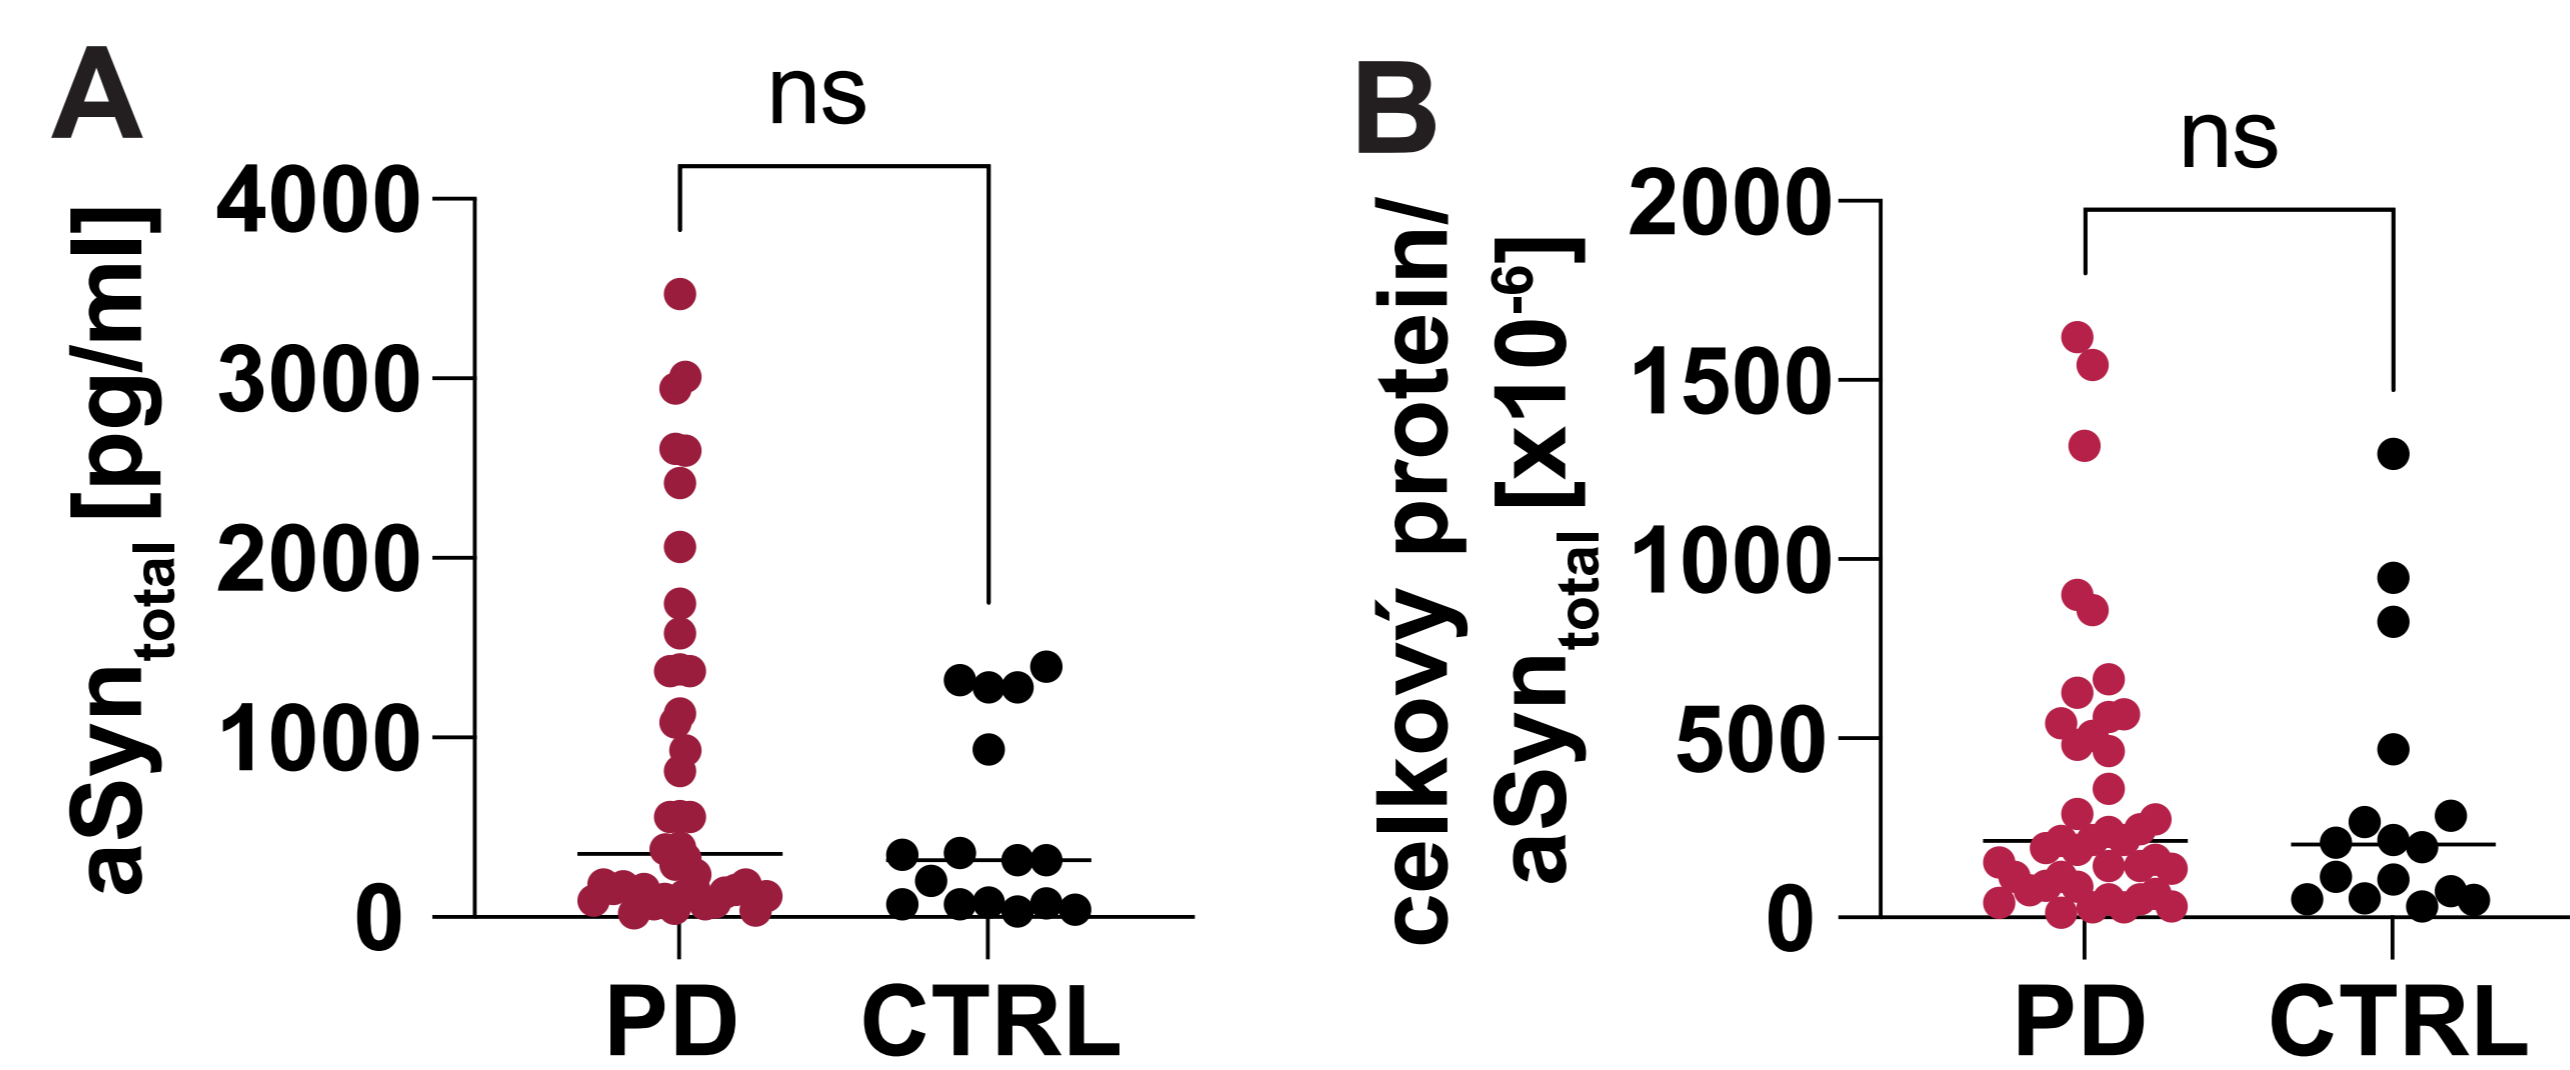 A
ns
aSyntotal [pg/ml]
4000
3000
2000
1000
0
PD CTRL
B
ns
celkový protein/
aSyntotal [x10-6]
2000
1500
1000
500
0
PD CTRL